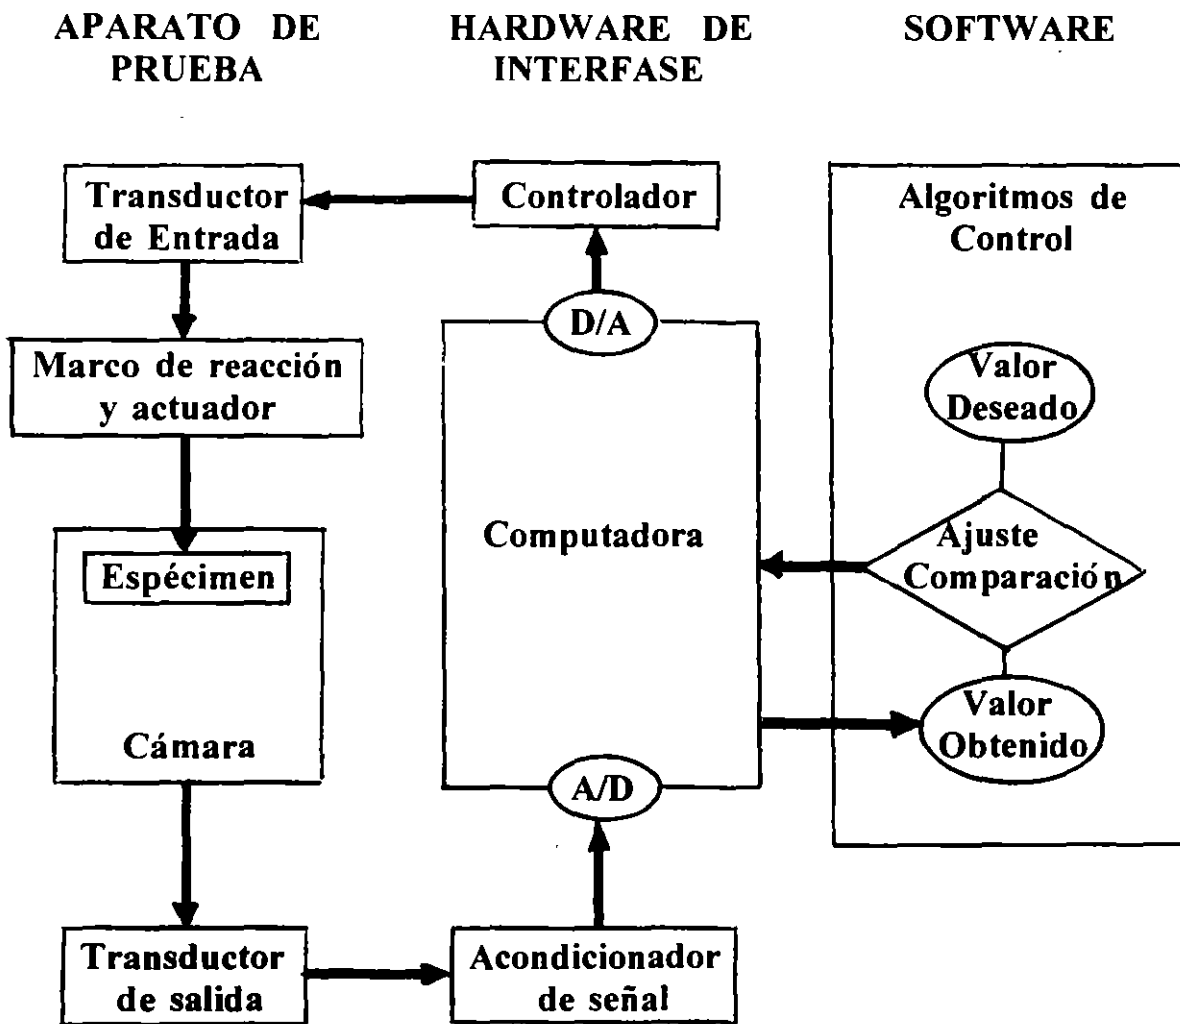 APARATO DE
PRUEBA
HARDWARE DE
INTERFASE
SOFTWARE
Transductor
de Entrada
Controlador
Algoritmos de
Control
D/A
Marco de reacción
y actuador
Valor
Deseado
Computadora
Ajuste
Comparación
Espécimen
Cámara
Valor
Obtenido
A/D
Transductor
de salida
Acondicionador
de señal